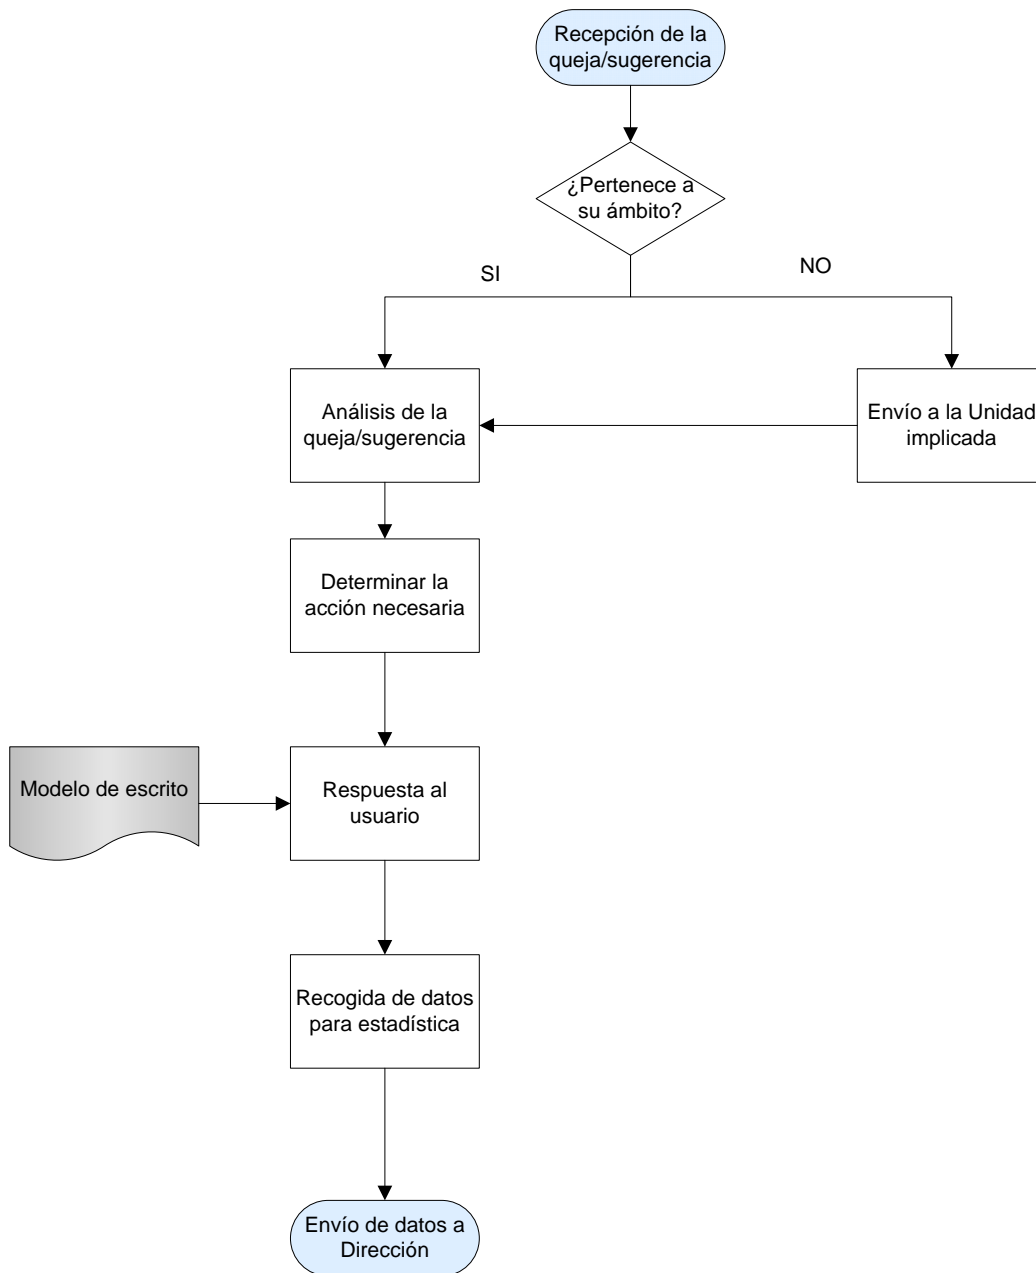 Recepción de la
queja/sugerencia
¿Pertenece a
su ámbito?
SI
NO
Análisis de la
queja/sugerencia
Envío a la Unidad
implicada
Determinar la
acción necesaria
Modelo de escrito
Respuesta al
usuario
Recogida de datos
para estadística
Envío de datos a
Dirección